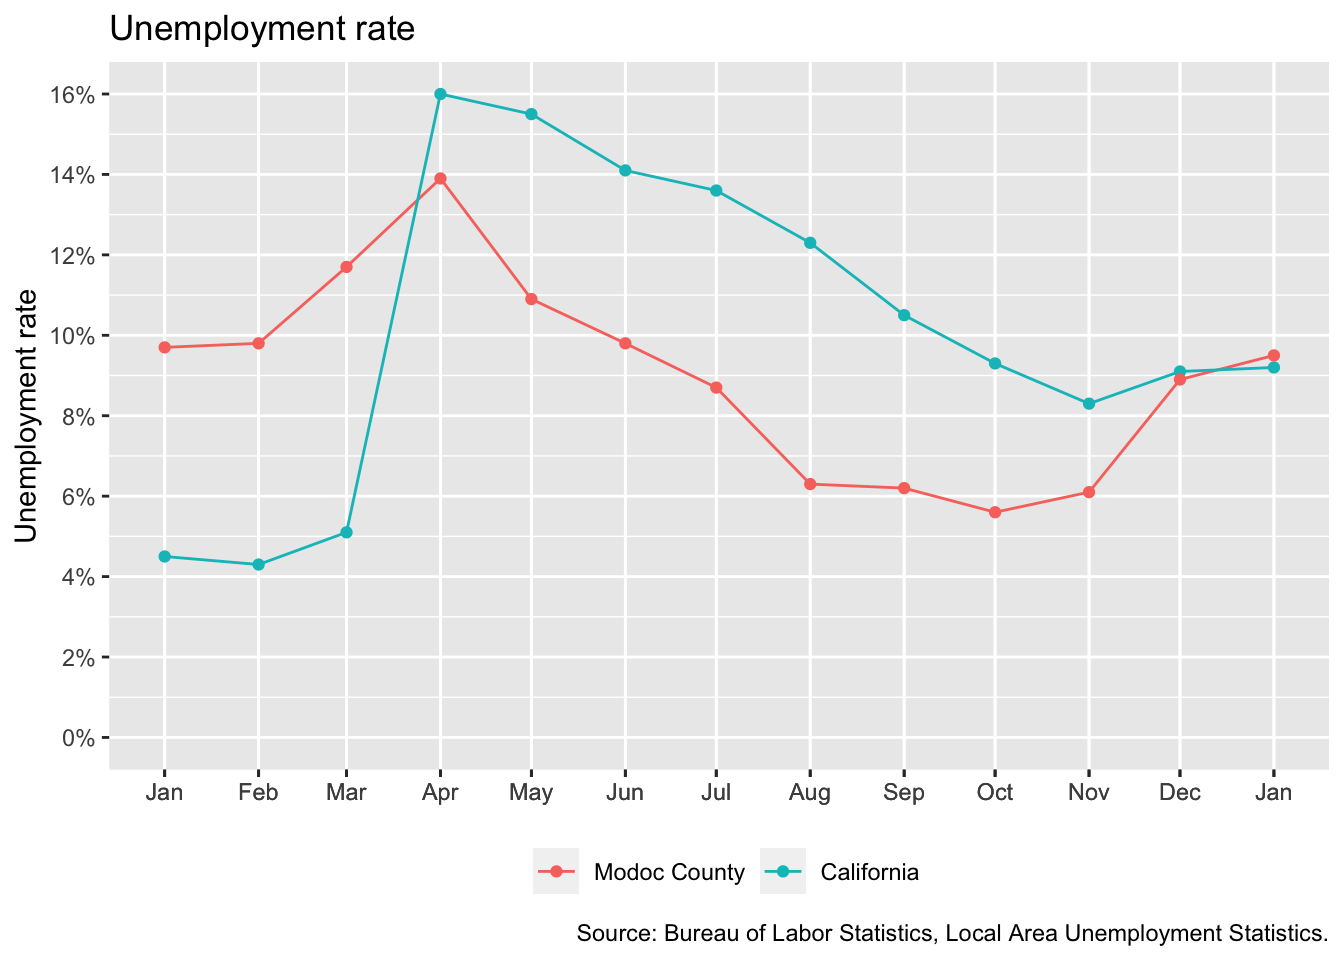 Unemployment rate
Unemployment rate
16%
14%
12%
10%
8%
6%
4%
2%
0%
Jan Feb Mar Apr May Jun Jul Aug Sep Oct Nov Dec Jan
Modoc County California
Source: Bureau of Labor Statistics, Local Area Unemployment Statistics.